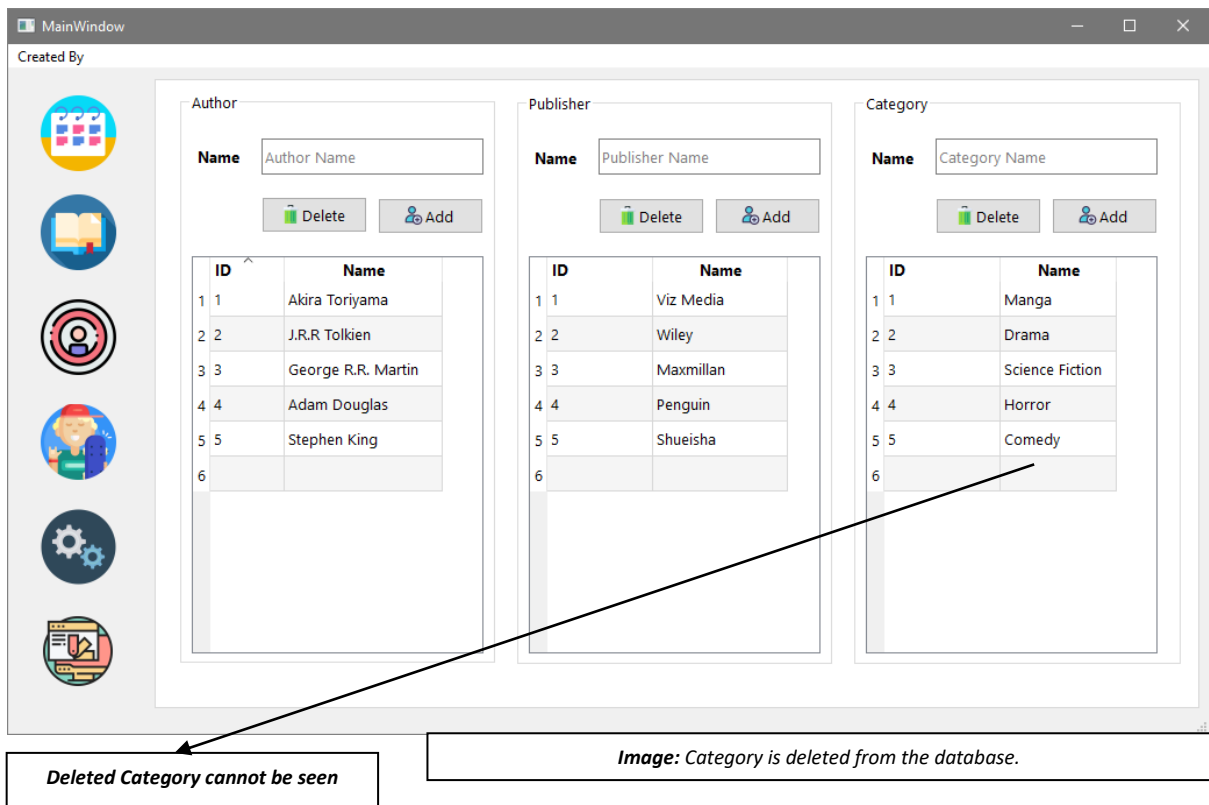 MainWindow
Created By
Author
Name Author Name
Delete Add
ID Name
1 1 Akira Toriyama
2 2 J.R.R Tolkien
3 3 George R.R. Martin
4 4 Adam Douglas
5 5 Stephen King
6
Publisher
Name Publisher Name
Delete Add
ID Name
1 1 Viz Media
2 2 Wiley
3 3 Maxmillan
4 4 Penguin
5 5 Shueisha
6
Category
Name Category Name
Delete Add
ID Name
1 1 Manga
2 2 Drama
3 3 Science Fiction
4 4 Horror
5 5 Comedy
6
Deleted Category cannot be seen
Image: Category is deleted from the database.